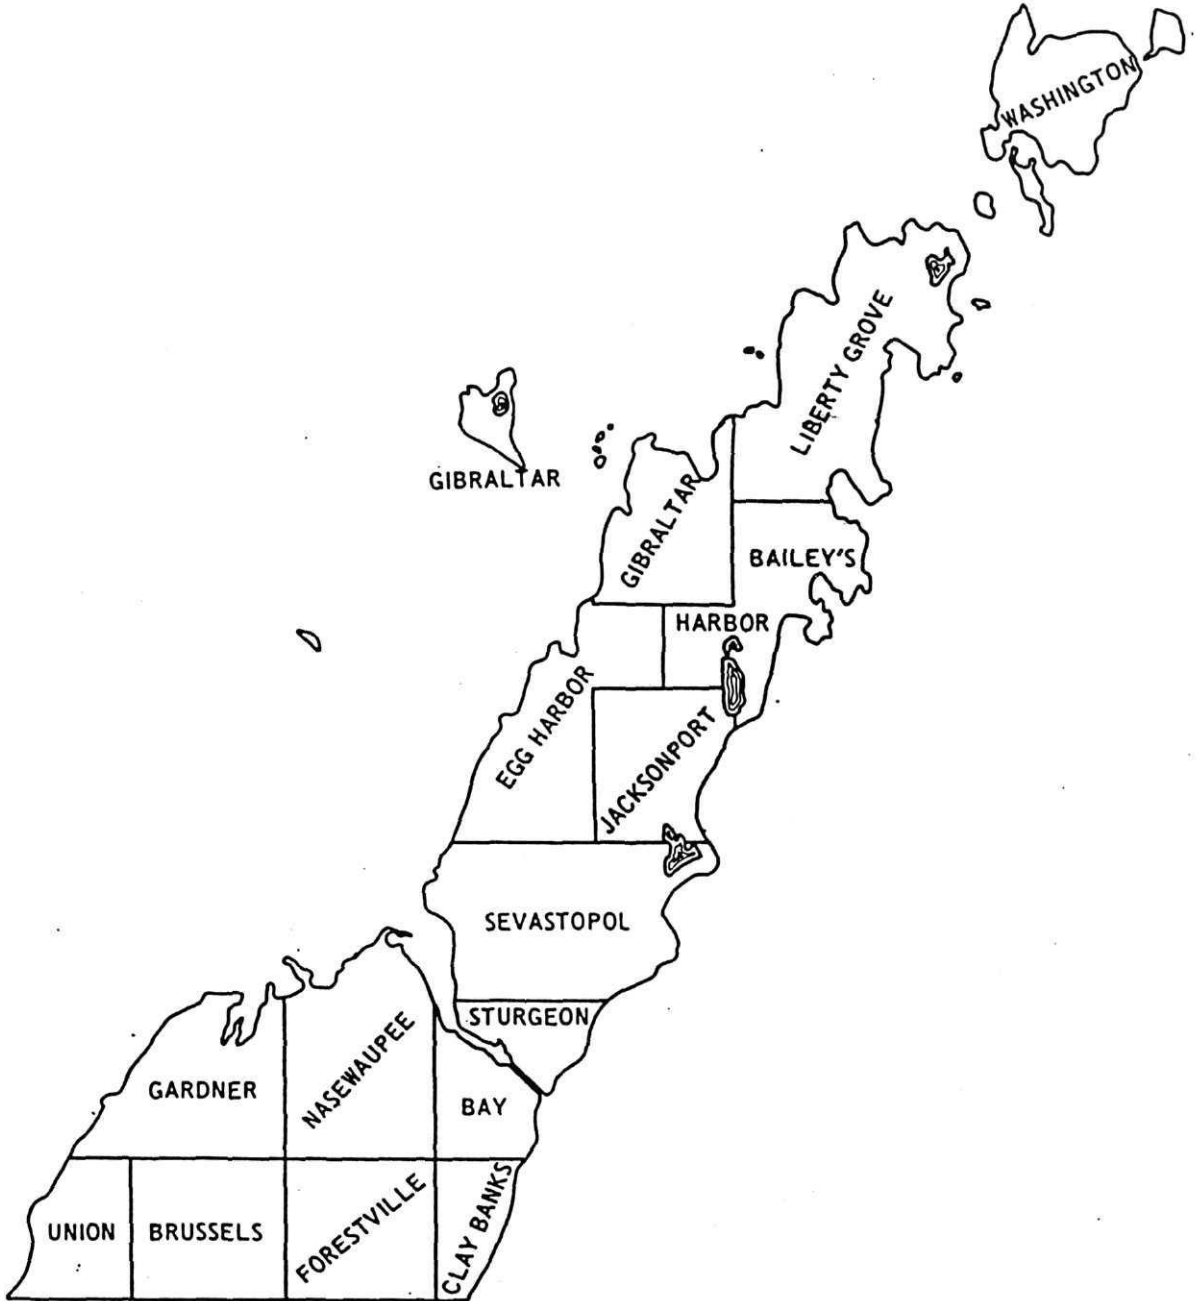 WASHINGTON
LIBERTY GROVE
GIBRALTAR
GIBRALTAR
BAILEY'S
HARBOR
EGG HARBOR
JACKSONPORT
SEVASTOPOL
STURGEON
BAY
NASEWAUPEE
GARDNER
UNION
BRUSSELS
FORESTVILLE
CLAY BANKS